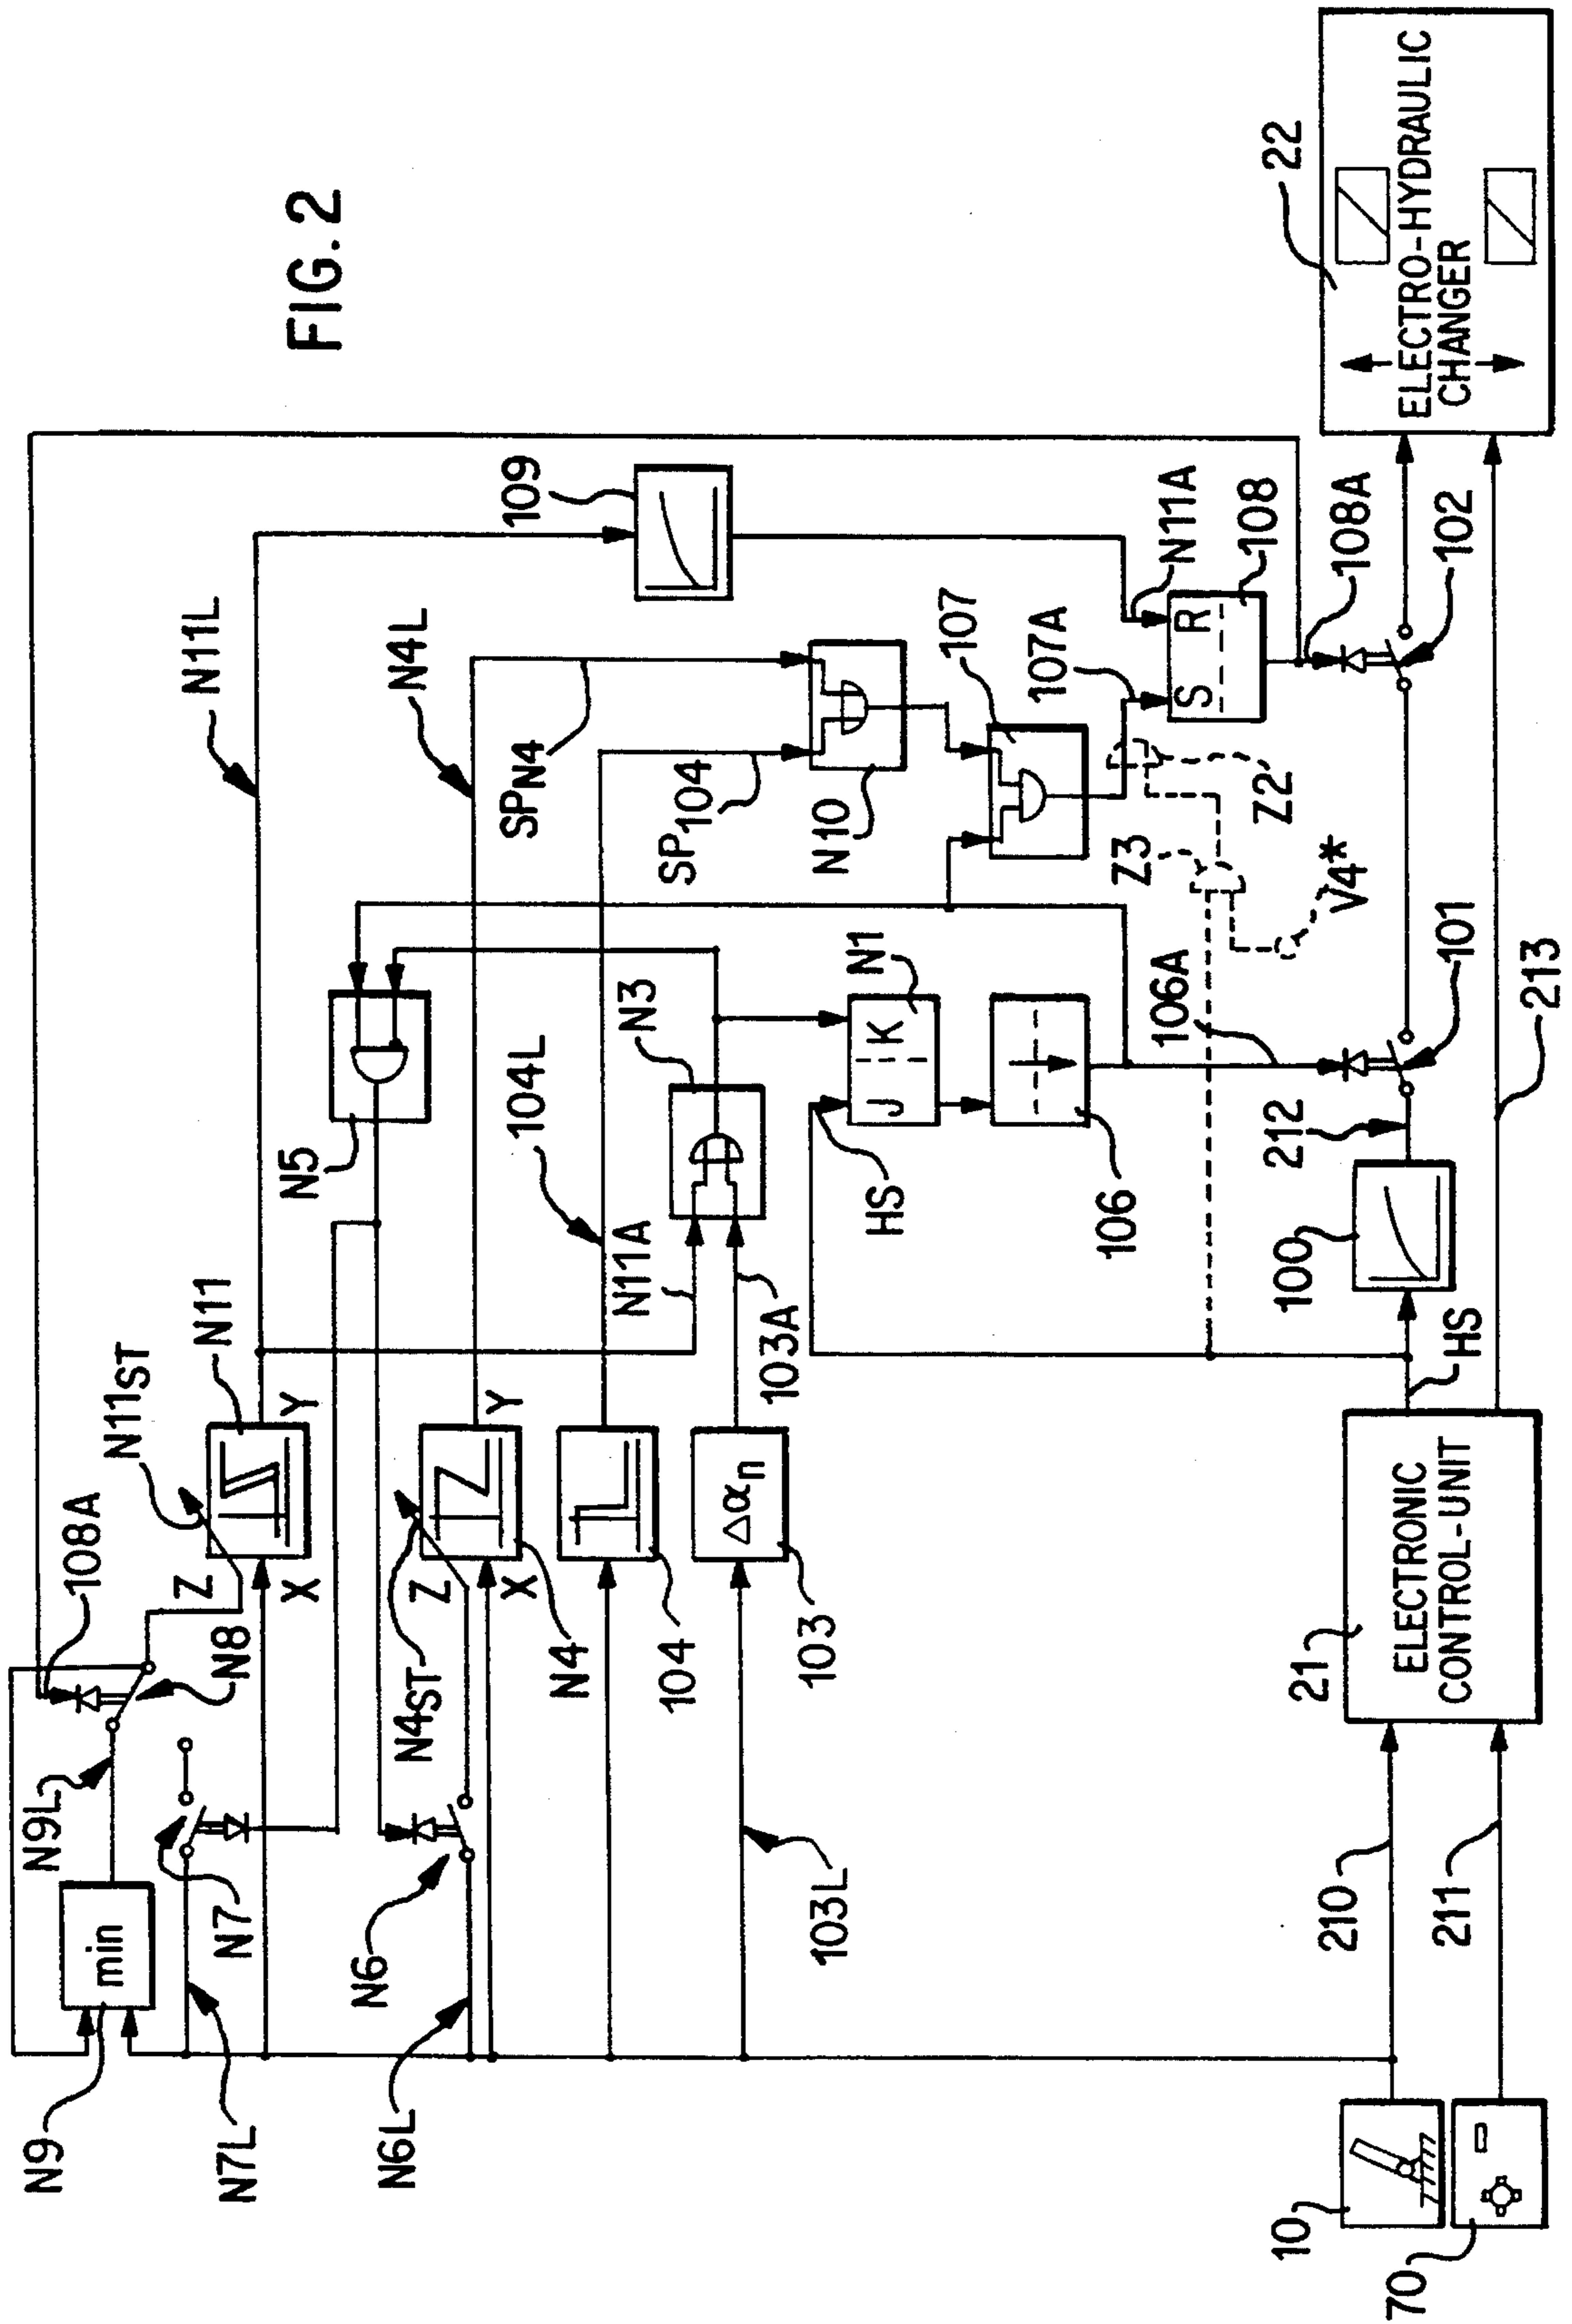 FIG. 2
N9
min
N9L
108A
N8
N7
N7L
Z
X
Y
N11ST
N11
N11L
N5
N6
N6L
N4ST
Z
X
Y
N4
N4L
SPN4
104
104L
SP104
N10
109
Δαn
103
103L
103A
N11A
N3
J
K
N1
HS
106
106A
107
107A
S
R
N11A
108
108A
Z2
Z3
V4*
10
70
210
211
21
ELECTRONIC
CONTROL-UNIT
HS
100
212
101
213
102
22
ELECTRO-HYDRAULIC
CHANGER